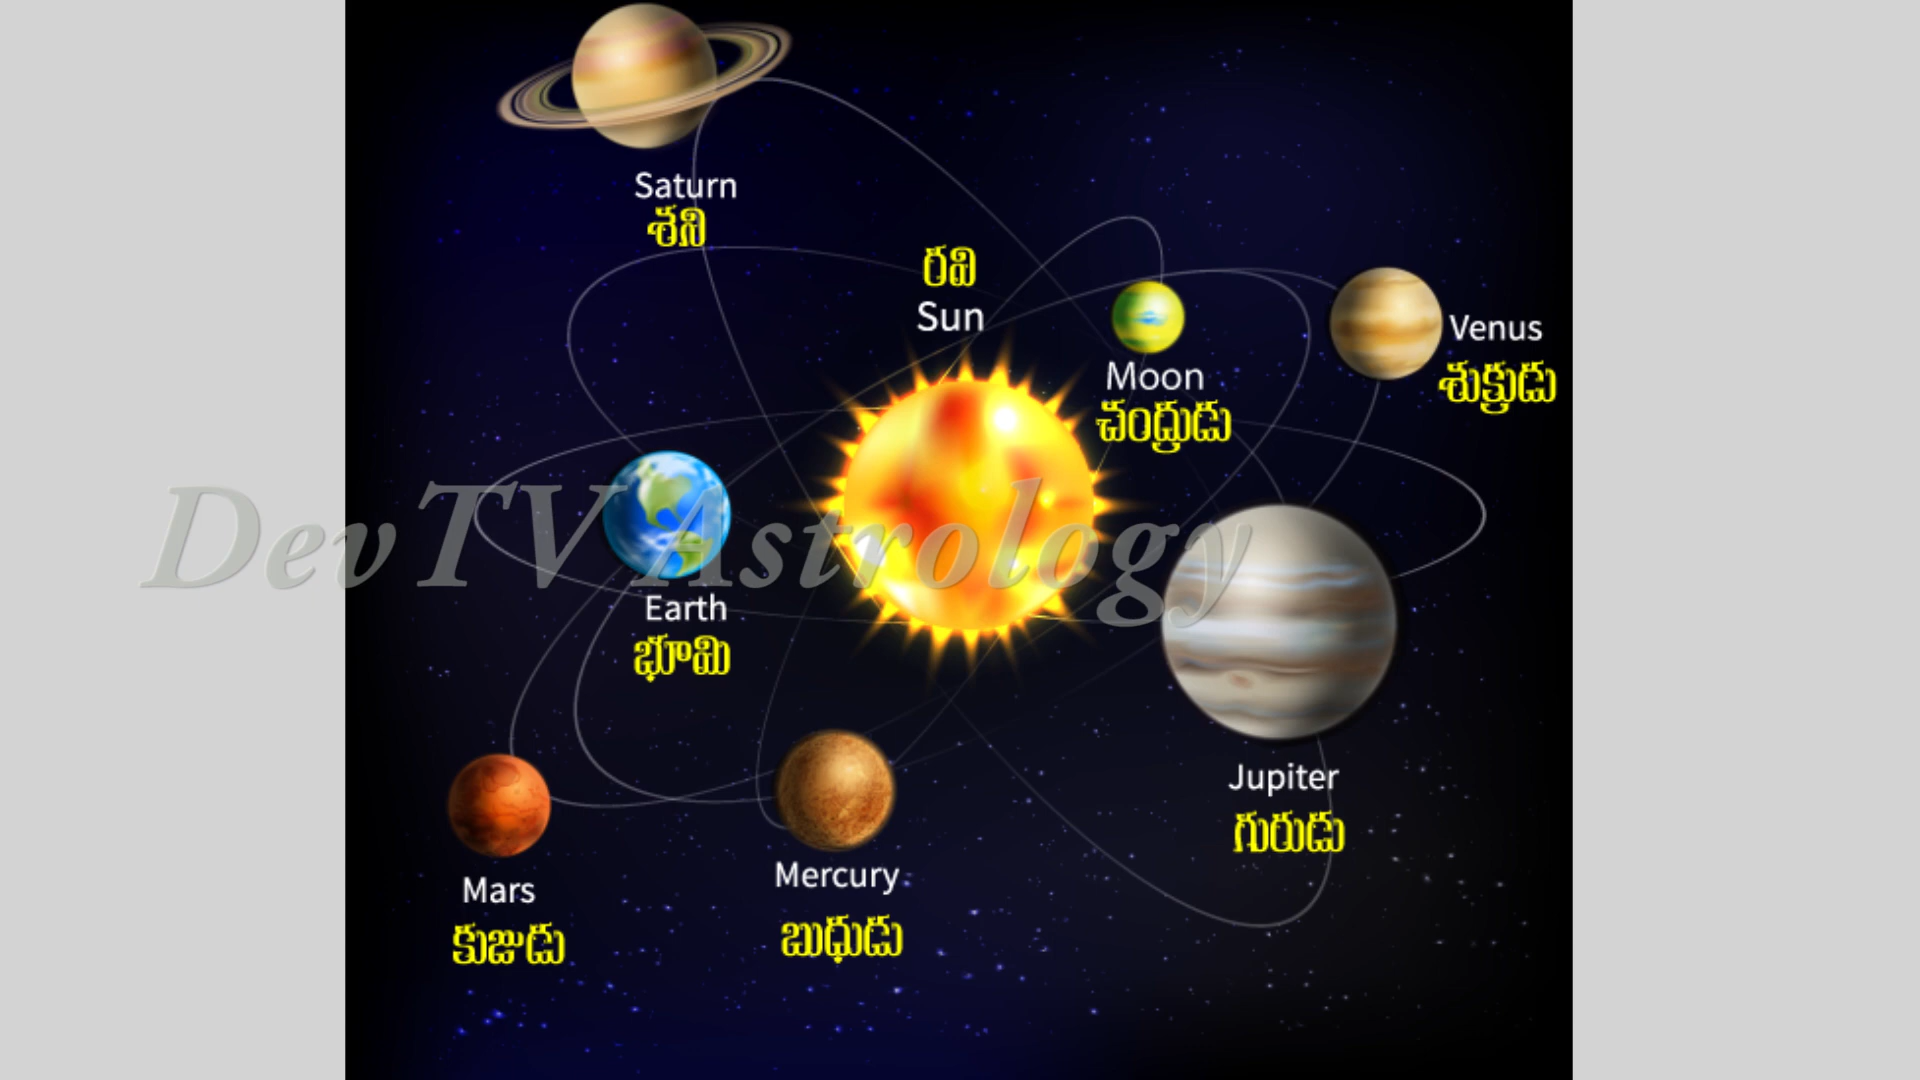 Saturn
శని
రవి
Sun
Venus
శుక్రుడు
Moon
చంద్రుడు
DevTV Astrology
Earth
భూమి
Jupiter
గురుడు
Mars
కుజుడు
Mercury
బుధుడు